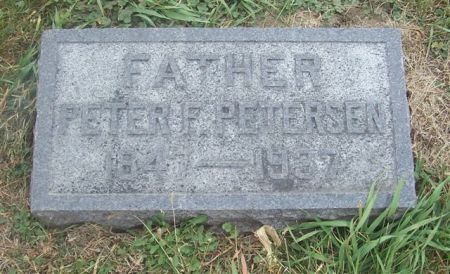 FATHER
PETER F. PETERSEN
1847 — 1937